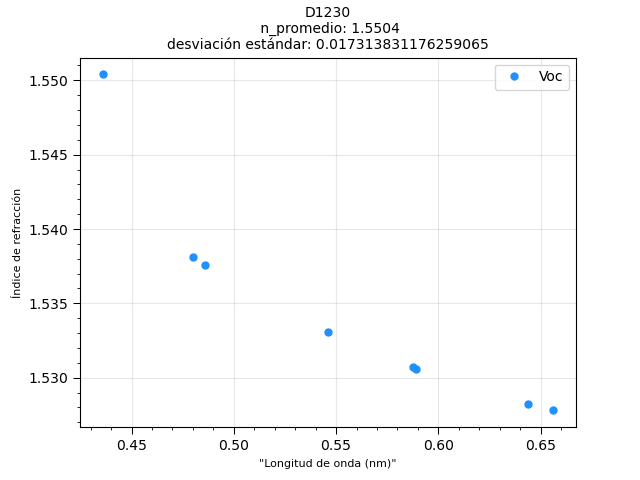 D1230
n_promedio: 1.5504
desviación estándar: 0.017313831176259065
Voc
1.550
1.545
1.540
1.535
1.530
Índice de refracción
0.45 0.50 0.55 0.60 0.65
"Longitud de onda (nm)"